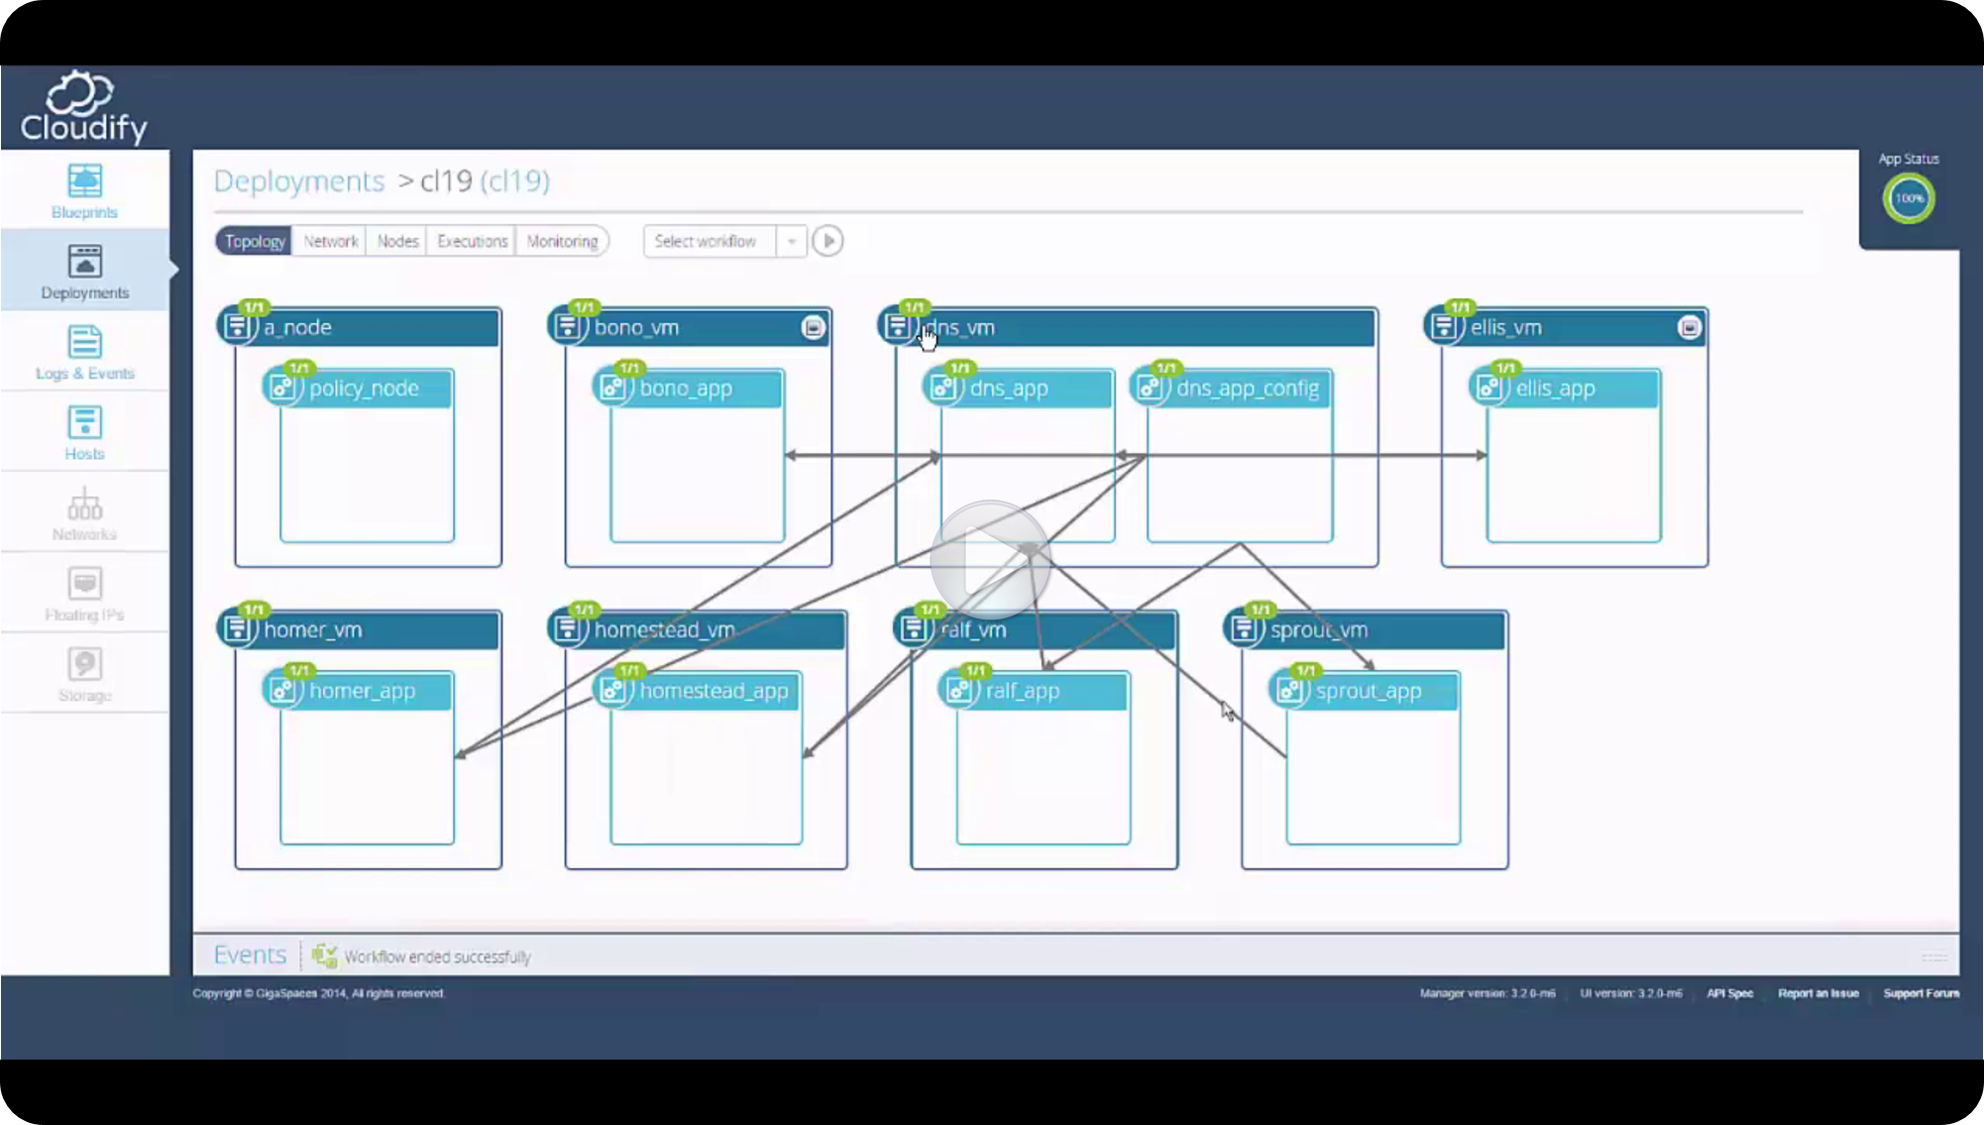 Cloudify
App Status
100%
Blueprints
Deployments
Logs & Events
Hosts
Networks
Floating IPs
Storage
Deployments > cl19 (cl19)
Topology Network Nodes Executions Monitoring Select workflow
1/1 1/1 1/1 1/1
a_node bono_vm dns_vm ellis_vm
1/1 1/1 1/1 1/1 1/1
policy_node bono_app dns_app dns_app_config ellis_app
1/1 1/1 1/1 1/1
homer_vm homestead_vm ralf_vm sprout_vm
1/1 1/1 1/1 1/1
homer_app homestead_app ralf_app sprout_app
Events Workflow ended successfully
Copyright © GigaSpaces 2014, All rights reserved. Manager version: 3.2.0-m6 UI version: 3.2.0-m6 API Spec Report an Issue Support Forum